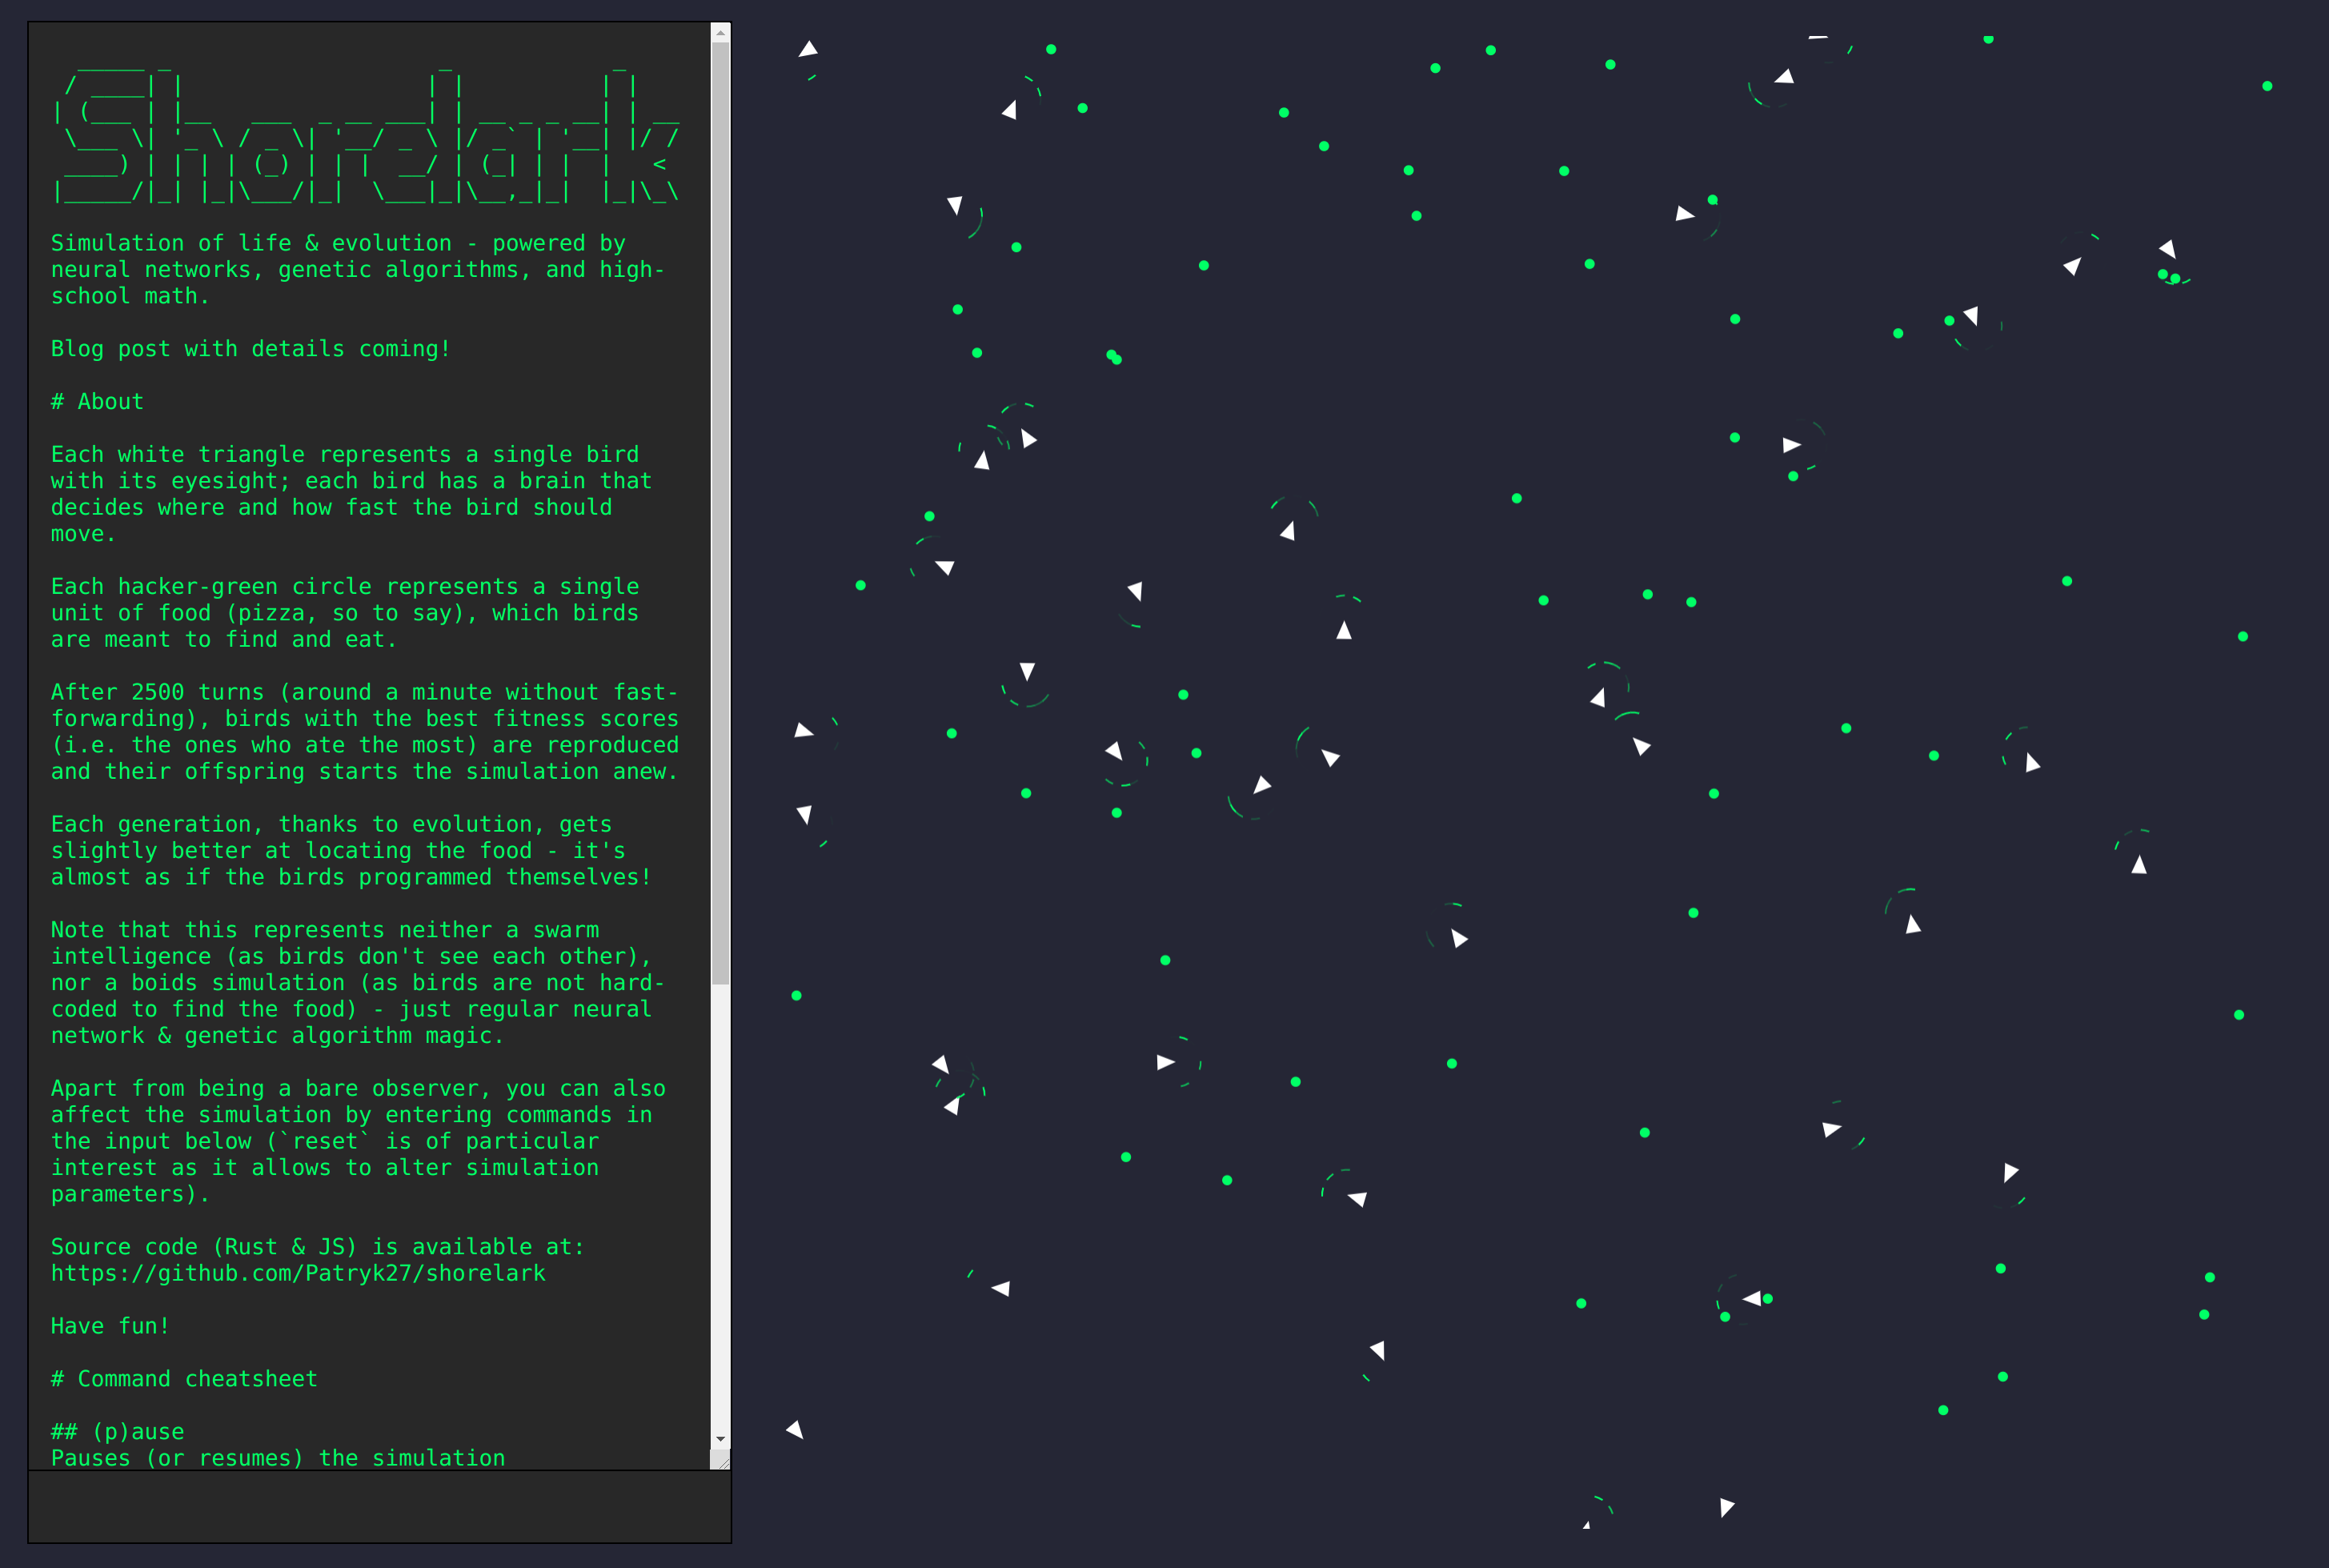 Shorelark
Simulation of life & evolution - powered by
neural networks, genetic algorithms, and high-
school math.
Blog post with details coming!
# About
Each white triangle represents a single bird
with its eyesight; each bird has a brain that
decides where and how fast the bird should
move.
Each hacker-green circle represents a single
unit of food (pizza, so to say), which birds
are meant to find and eat.
After 2500 turns (around a minute without fast-
forwarding), birds with the best fitness scores
(i.e. the ones who ate the most) are reproduced
and their offspring starts the simulation anew.
Each generation, thanks to evolution, gets
slightly better at locating the food - it's
almost as if the birds programmed themselves!
Note that this represents neither a swarm
intelligence (as birds don't see each other),
nor a boids simulation (as birds are not hard-
coded to find the food) - just regular neural
network & genetic algorithm magic.
Apart from being a bare observer, you can also
affect the simulation by entering commands in
the input below (`reset` is of particular
interest as it allows to alter simulation
parameters).
Source code (Rust & JS) is available at:
https://github.com/Patryk27/shorelark
Have fun!
# Command cheatsheet
## (p)ause
Pauses (or resumes) the simulation